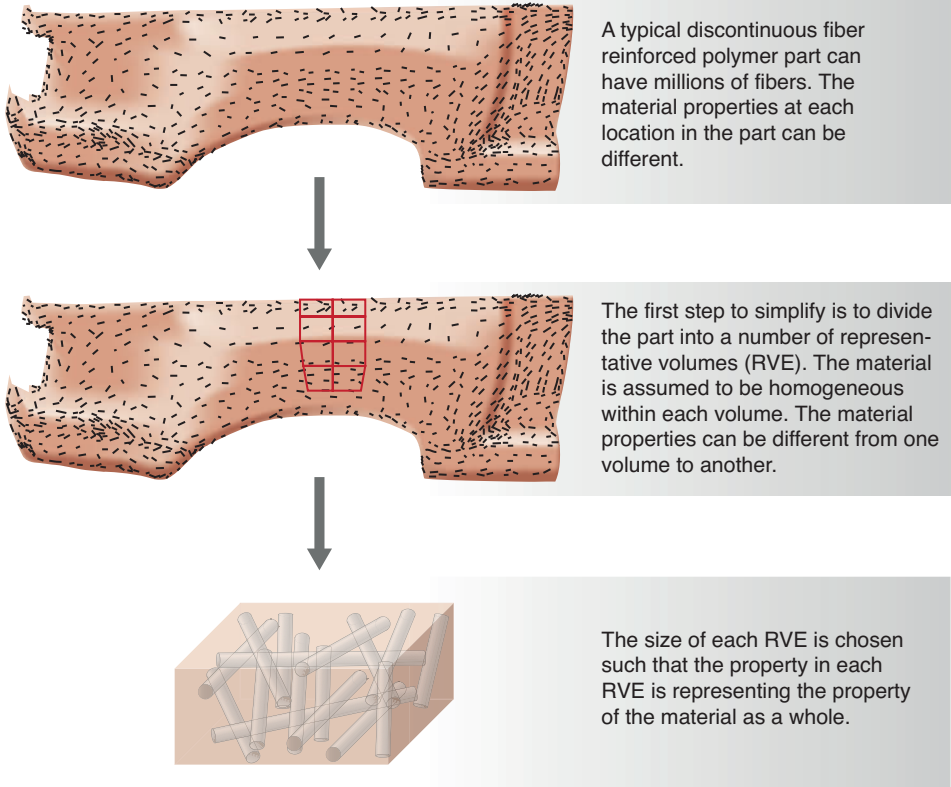 A typical discontinuous fiber
reinforced polymer part can
have millions of fibers. The
material properties at each
location in the part can be
different.
The first step to simplify is to divide
the part into a number of represen-
tative volumes (RVE). The material
is assumed to be homogeneous
within each volume. The material
properties can be different from one
volume to another.
The size of each RVE is chosen
such that the property in each
RVE is representing the property
of the material as a whole.